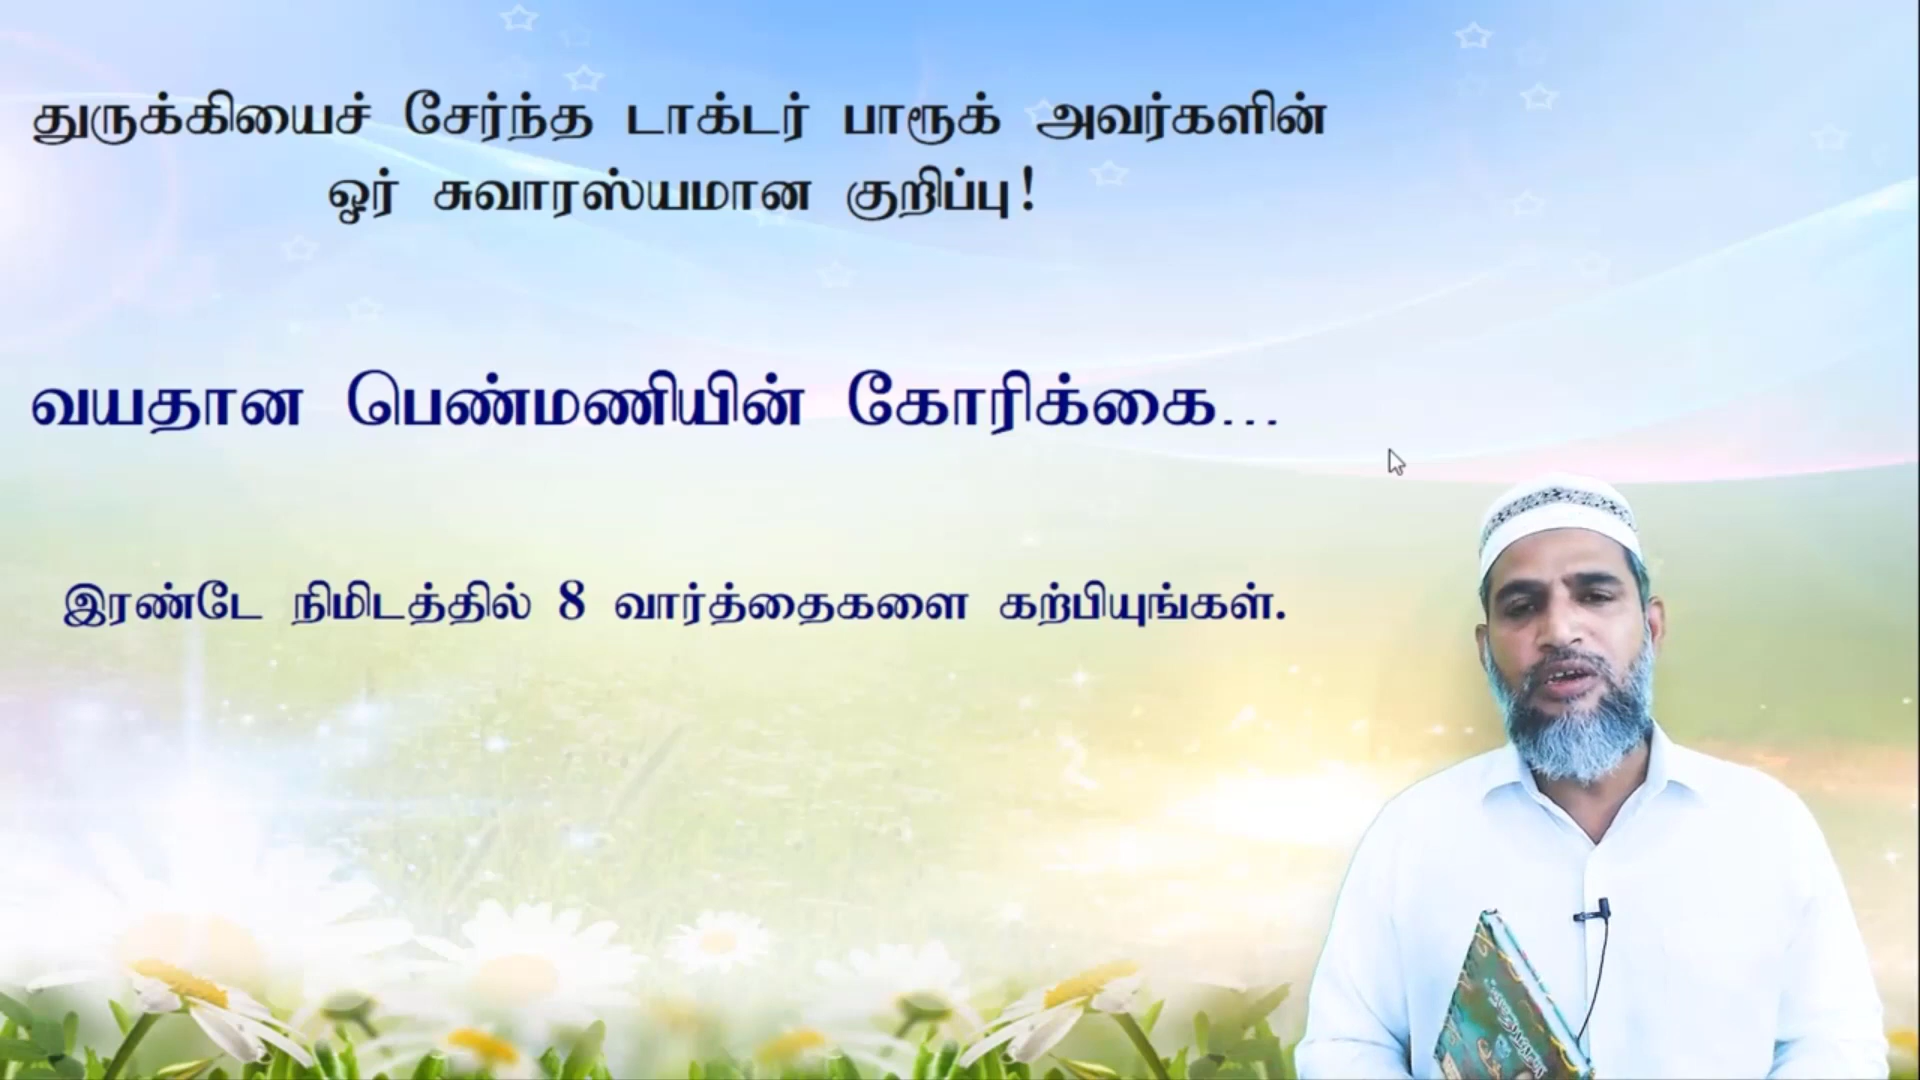 துருக்கியைச் சேர்ந்த டாக்டர் பாரூக் அவர்களின்
ஓர் சுவாரஸ்யமான குறிப்பு!
வயதான பெண்மணியின் கோரிக்கை...
இரண்டே நிமிடத்தில் 8 வார்த்தைகளை கற்பியுங்கள்.